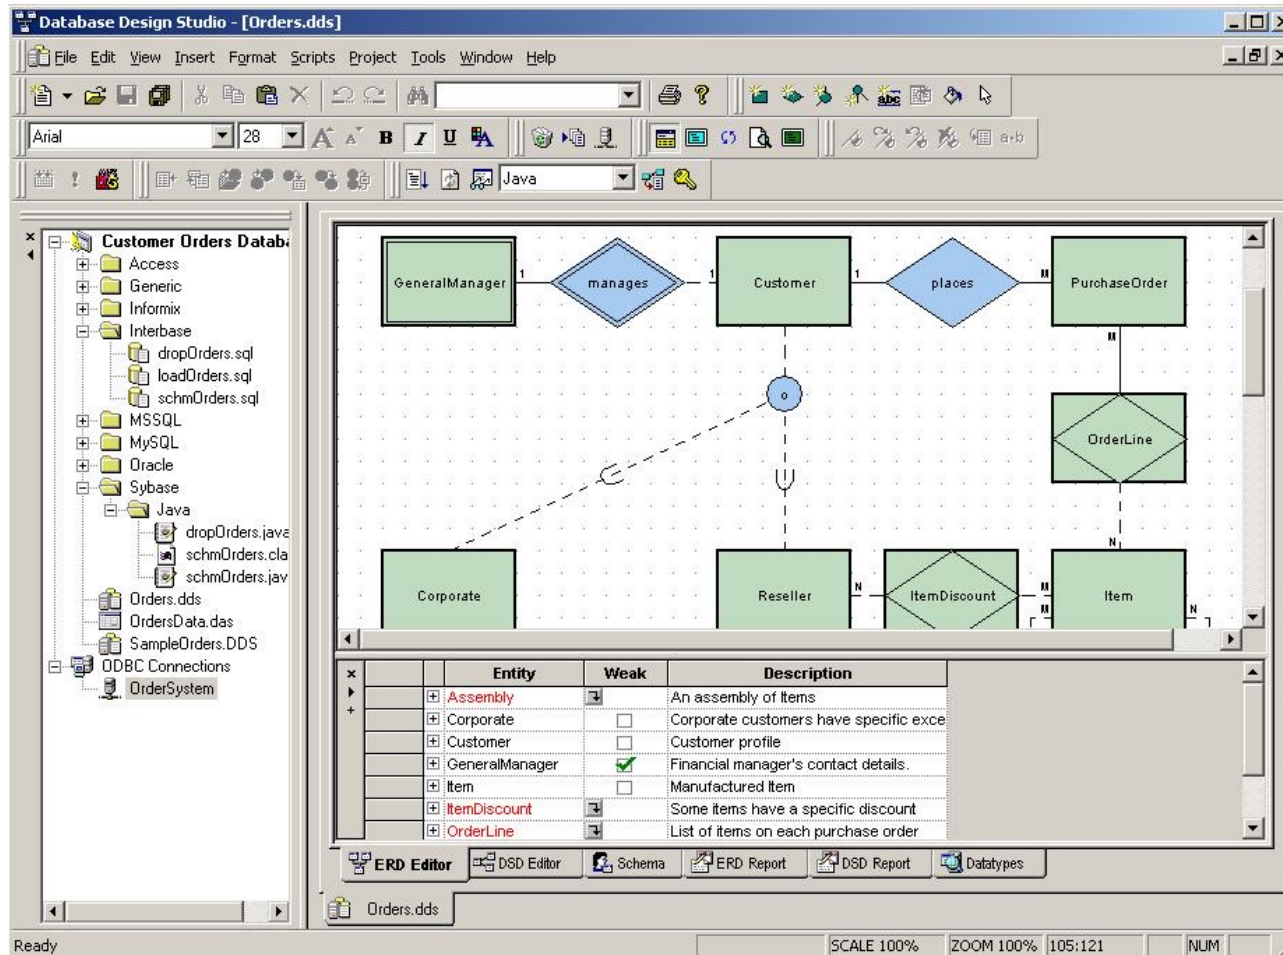 Database Design Studio - [Orders.dds]
File Edit View Insert Format Scripts Project Tools Window Help
abc
Arial 28 A A B I U A a+b
Java
Customer Orders Databa
Access
Generic
Informix
Interbase
dropOrders.sql
loadOrders.sql
schmOrders.sql
MSSQL
MySQL
Oracle
Sybase
Java
dropOrders.java
schmOrders.cla
schmOrders.jav
Orders.dds
OrdersData.das
SampleOrders.DDS
ODBC Connections
OrderSystem
GeneralManager 1 manages 1 Customer 1 places M PurchaseOrder
M
o
OrderLine
N
Corporate Reseller N ItemDiscount M Item
M N
Entity Weak Description
Assembly An assembly of Items
Corporate Corporate customers have specific exce
Customer Customer profile
GeneralManager Financial manager's contact details.
Item Manufactured Item
ItemDiscount Some items have a specific discount
OrderLine List of items on each purchase order
ERD Editor DSD Editor Schema ERD Report DSD Report Datatypes
Orders.dds
Ready SCALE 100% ZOOM 100% 105:121 NUM